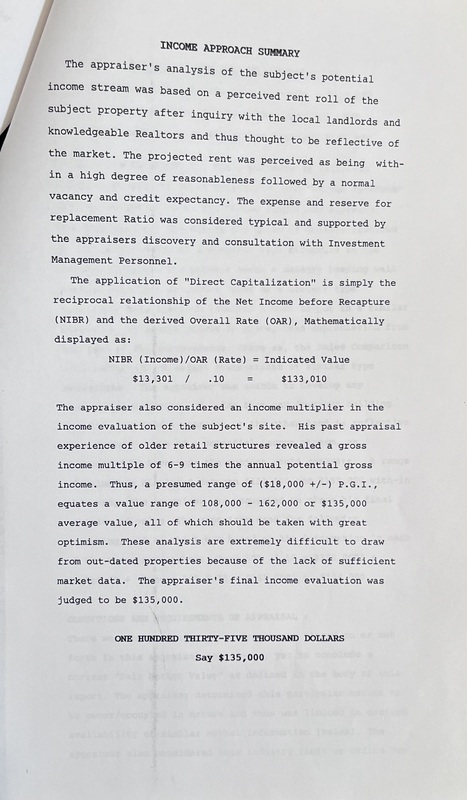 INCOME APPROACH SUMMARY
The appraiser's analysis of the subject's potential
income stream was based on a perceived rent roll of the
subject property after inquiry with the local landlords and
knowledgeable Realtors and thus thought to be reflective of
the market. The projected rent was perceived as being with-
in a high degree of reasonableness followed by a normal
vacancy and credit expectancy. The expense and reserve for
replacement Ratio was considered typical and supported by
the appraisers discovery and consultation with Investment
Management Personnel.
The application of "Direct Capitalization" is simply the
reciprocal relationship of the Net Income before Recapture
(NIBR) and the derived Overall Rate (OAR), Mathematically
displayed as:
NIBR (Income)/OAR (Rate) = Indicated Value
$13,301 / .10 = $133,010
The appraiser also considered an income multiplier in the
income evaluation of the subject's site. His past appraisal
experience of older retail structures revealed a gross
income multiple of 6-9 times the annual potential gross
income. Thus, a presumed range of ($18,000 +/-) P.G.I.,
equates a value range of 108,000 - 162,000 or $135,000
average value, all of which should be taken with great
optimism. These analysis are extremely difficult to draw
from out-dated properties because of the lack of sufficient
market data. The appraiser's final income evaluation was
judged to be $135,000.
ONE HUNDRED THIRTY-FIVE THOUSAND DOLLARS
Say $135,000